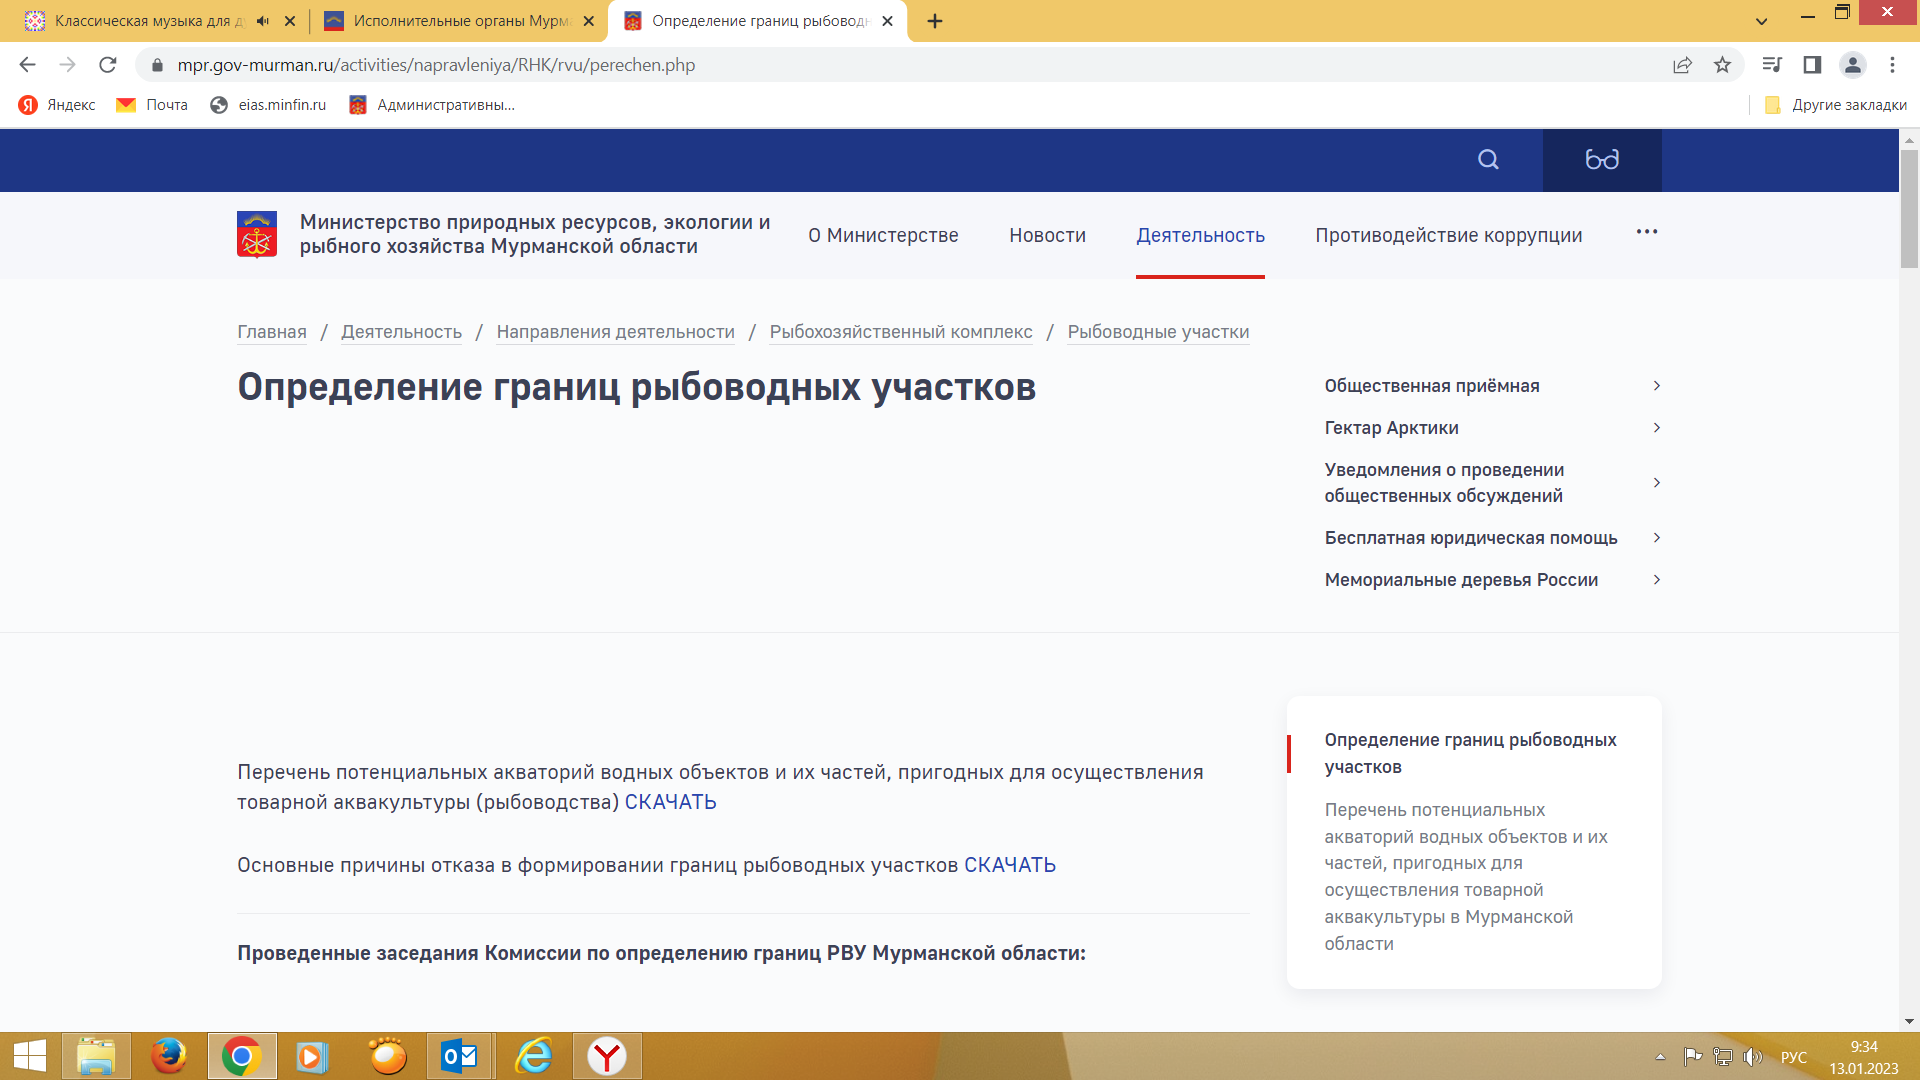 Классическая музыка для д
Исполнительные органы Мурм
Определение границ рыбоводн
mpr.gov-murman.ru/activities/napravleniya/RHK/rvu/perechen.php
Яндекс
Почта
eias.minfin.ru
Административны...
Другие закладки
Министерство природных ресурсов, экологии и
рыбного хозяйства Мурманской области
О Министерстве
Новости
Деятельность
Противодействие коррупции
Главная / Деятельность / Направления деятельности / Рыбохозяйственный комплекс / Рыбоводные участки
Определение границ рыбоводных участков
Общественная приёмная
Гектар Арктики
Уведомления о проведении
общественных обсуждений
Бесплатная юридическая помощь
Мемориальные деревья России
Перечень потенциальных акваторий водных объектов и их частей, пригодных для осуществления
товарной аквакультуры (рыбоводства) СКАЧАТЬ
Основные причины отказа в формировании границ рыбоводных участков СКАЧАТЬ
Проведенные заседания Комиссии по определению границ РВУ Мурманской области:
Определение границ рыбоводных
участков
Перечень потенциальных
акваторий водных объектов и их
частей, пригодных для
осуществления товарной
аквакультуры в Мурманской
области
РУС
9:34
13.01.2023